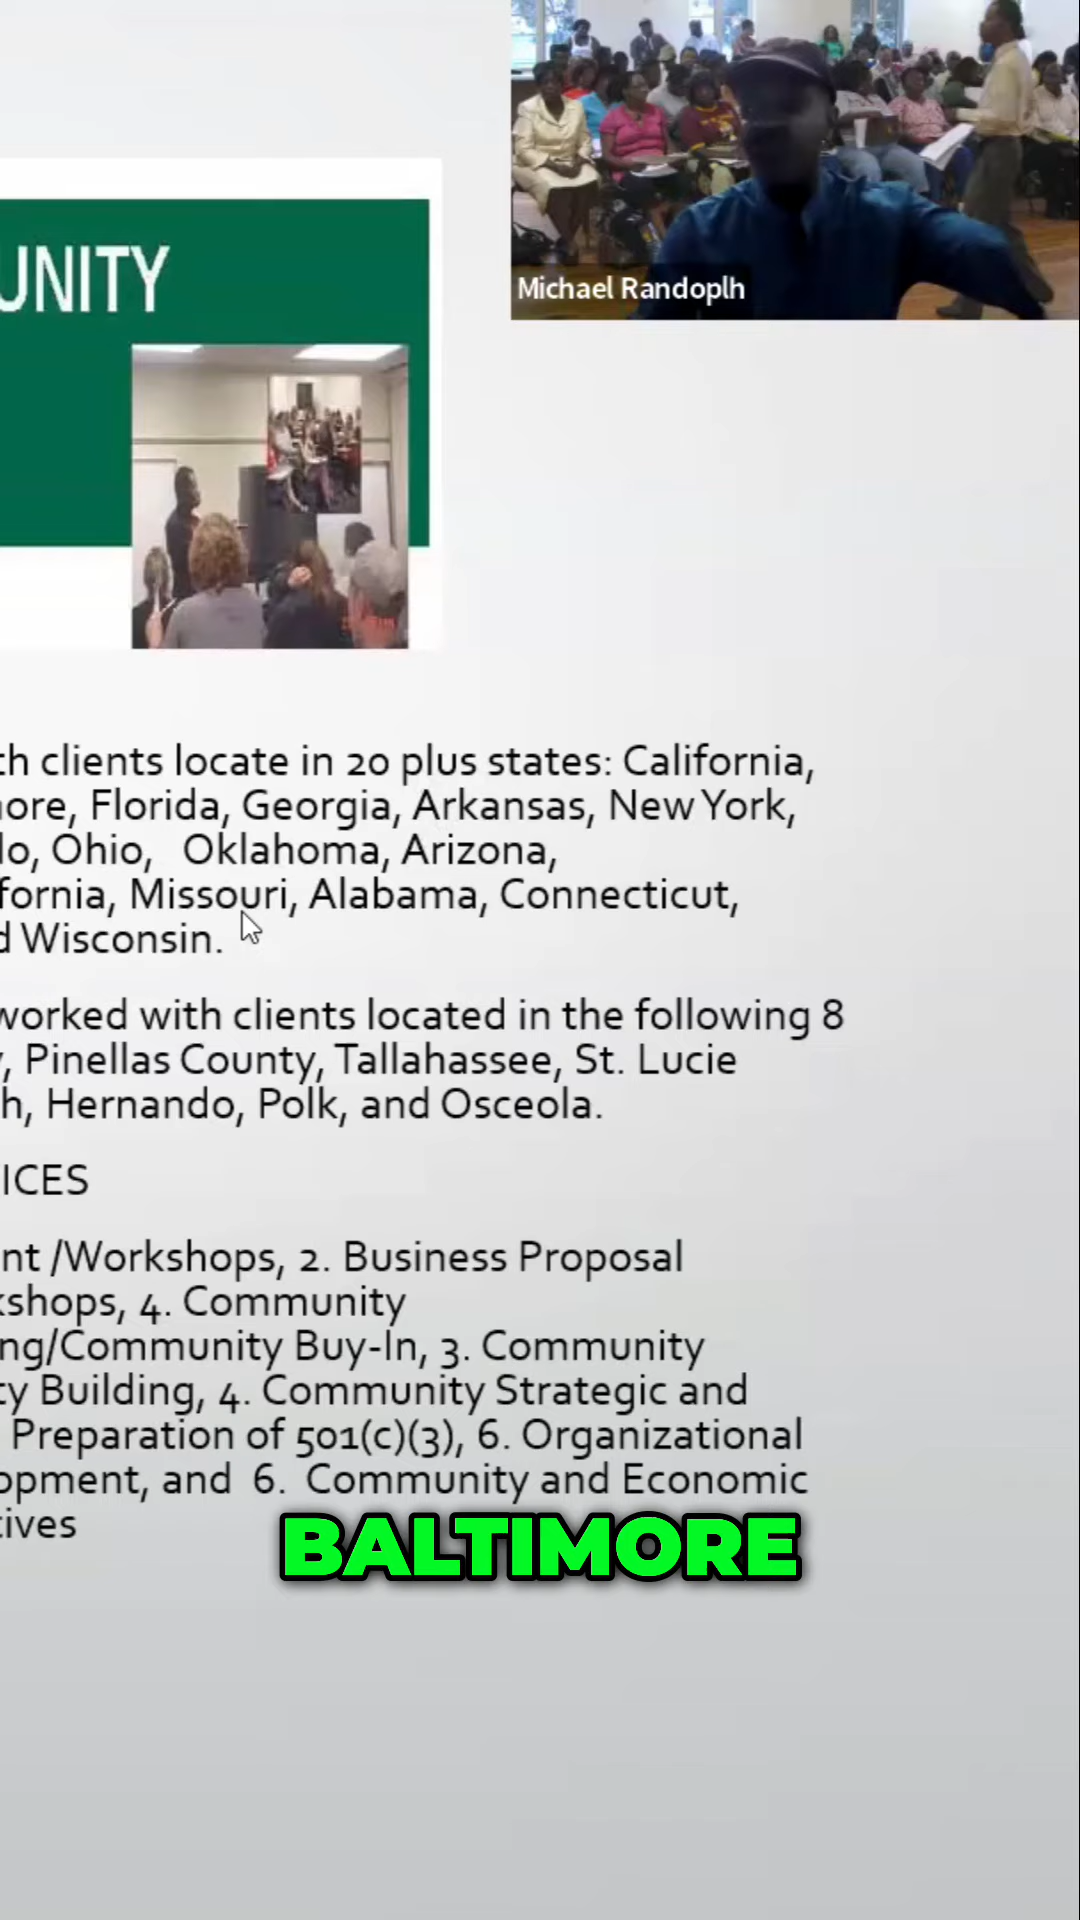 UNITY
Michael Randoplh
th clients locate in 20 plus states: California,
ore, Florida, Georgia, Arkansas, New York,
do, Ohio, Oklahoma, Arizona,
fornia, Missouri, Alabama, Connecticut,
d Wisconsin.
worked with clients located in the following 8
y, Pinellas County, Tallahassee, St. Lucie
h, Hernando, Polk, and Osceola.
ICES
nt /Workshops, 2. Business Proposal
kshops, 4. Community
ing/Community Buy-In, 3. Community
ty Building, 4. Community Strategic and
Preparation of 501(c)(3), 6. Organizational
opment, and 6. Community and Economic
tives
BALTIMORE